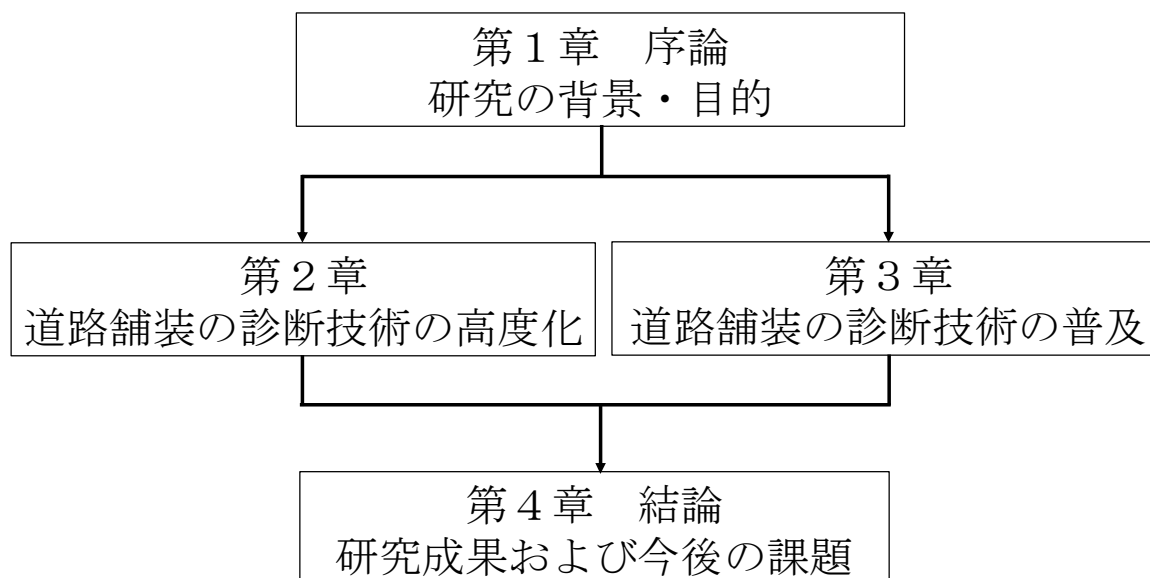 第１章　序論
研究の背景・目的
第２章
道路舗装の診断技術の高度化
第３章
道路舗装の診断技術の普及
第４章　結論
研究成果および今後の課題